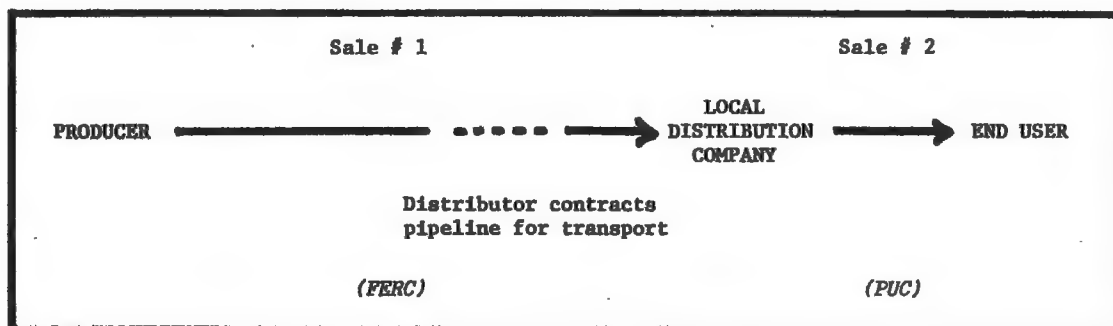 Sale # 1 Sale # 2
PRODUCER LOCAL DISTRIBUTION COMPANY END USER
Distributor contracts
pipeline for transport
(FERC) (PUC)